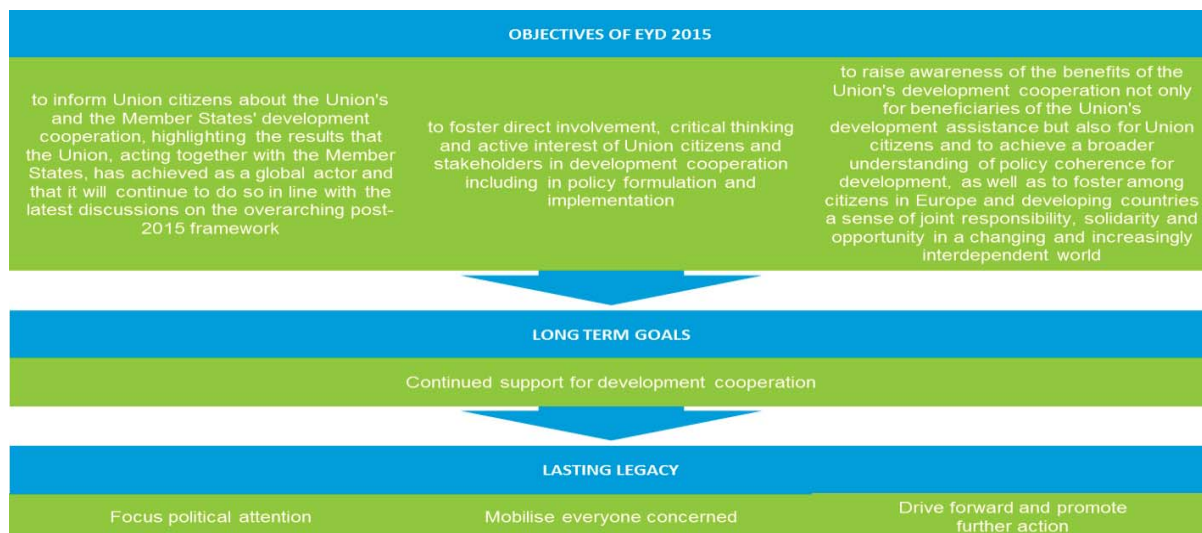 OBJECTIVES OF EYD 2015
to inform Union citizens about the Union's
and the Member States' development
cooperation, highlighting the results that
the Union, acting together with the Member
States, has achieved as a global actor and
that it will continue to do so in line with the
latest discussions on the overarching post-
2015 framework
to foster direct involvement, critical thinking
and active interest of Union citizens and
stakeholders in development cooperation
including in policy formulation and
implementation
to raise awareness of the benefits of the
Union's development cooperation not only
for beneficiaries of the Union's
development assistance but also for Union
citizens and to achieve a broader
understanding of policy coherence for
development, as well as to foster among
citizens in Europe and developing countries
a sense of joint responsibility, solidarity and
opportunity in a changing and increasingly
interdependent world
LONG TERM GOALS
Continued support for development cooperation
LASTING LEGACY
Focus political attention
Mobilise everyone concerned
Drive forward and promote
further action